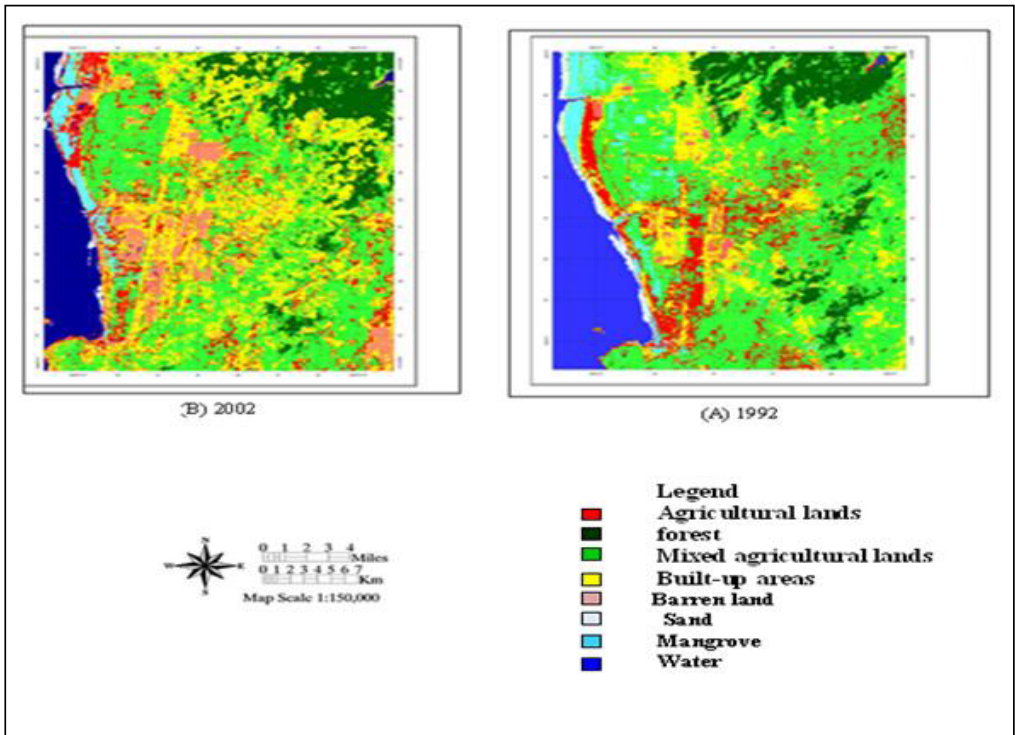 (B) 2002
(A) 1992
Legend
Agricultural lands
forest
Mixed agricultural lands
Built-up areas
Barren land
Sand
Mangrove
Water
N
W E
S
0 1 2 3 4
Miles
0 1 2 3 4 5 6 7
Km
Map Scale 1:150,000